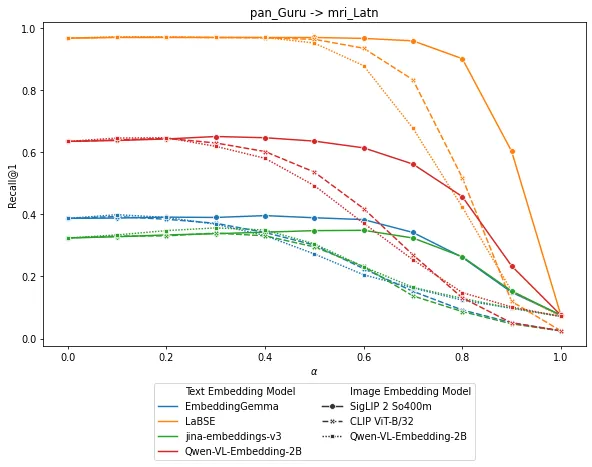 pan_Guru -> mri_Latn
Recall@1
1.0
0.8
0.6
0.4
0.2
0.0
0.0 0.2 0.4 0.6 0.8 1.0
α
Text Embedding Model
EmbeddingGemma
LaBSE
jina-embeddings-v3
Qwen-VL-Embedding-2B
Image Embedding Model
SigLIP 2 So400m
CLIP ViT-B/32
Qwen-VL-Embedding-2B